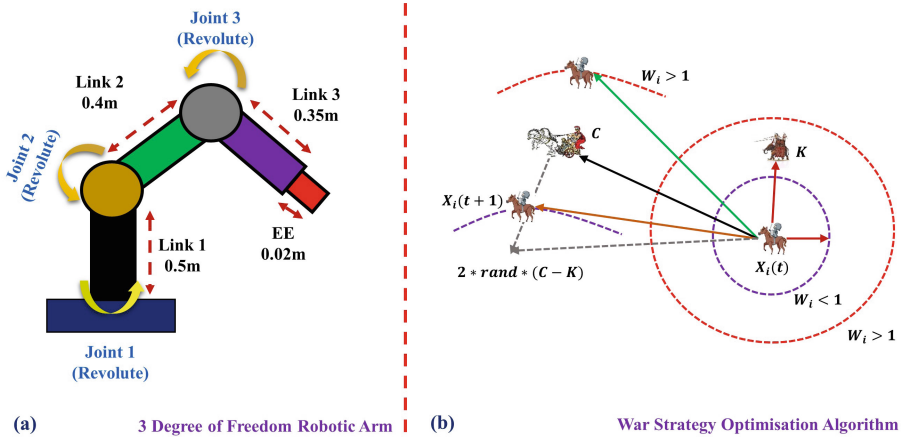 Joint 3
(Revolute)
Link 2
0.4m
Link 3
0.35m
Joint 2
(Revolute)
Link 1
0.5m
EE
0.02m
Joint 1
(Revolute)
(a)
3 Degree of Freedom Robotic Arm
W_i > 1
C
K
X_i(t + 1)
X_i(t)
2 * rand * (C − K)
W_i < 1
W_i > 1
(b)
War Strategy Optimisation Algorithm